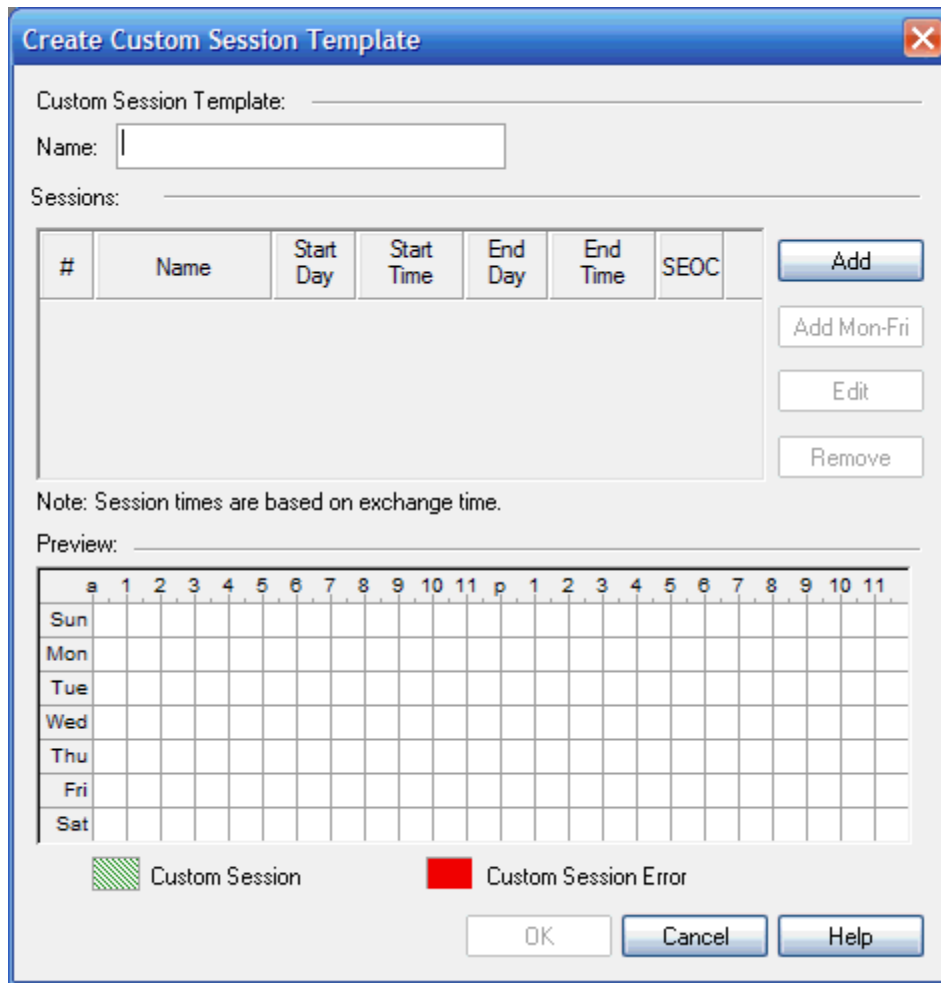 Create Custom Session Template
Custom Session Template:
Name:
Sessions:
# Name Start Day Start Time End Day End Time SEOC
Add
Add Mon-Fri
Edit
Remove
Note: Session times are based on exchange time.
Preview:
a 1 2 3 4 5 6 7 8 9 10 11 p 1 2 3 4 5 6 7 8 9 10 11
Sun
Mon
Tue
Wed
Thu
Fri
Sat
Custom Session Custom Session Error
OK Cancel Help